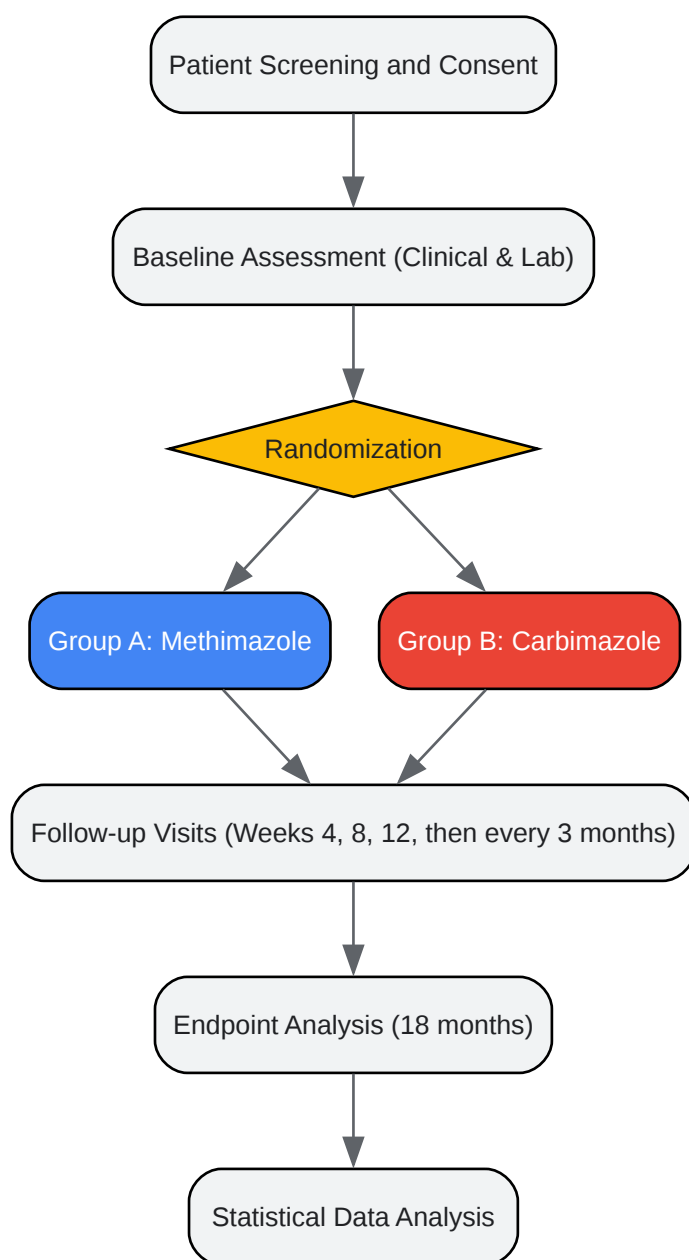 Patient Screening and Consent
Baseline Assessment (Clinical & Lab)
Randomization
Group A: Methimazole
Group B: Carbimazole
Follow-up Visits (Weeks 4, 8, 12, then every 3 months)
Endpoint Analysis (18 months)
Statistical Data Analysis